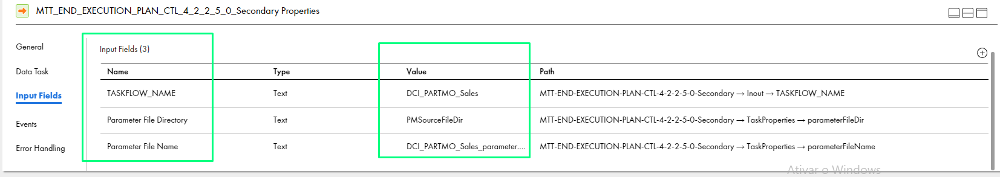 MTT_END_EXECUTION_PLAN_CTL_4_2_2_5_0_Secondary Properties
General
Data Task
Input Fields
Events
Error Handling
Input Fields (3)
Name Type Value Path
TASKFLOW_NAME Text DCI_PARTMO_Sales MTT-END-EXECUTION-PLAN-CTL-4-2-2-5-0-Secondary → Inout → TASKFLOW_NAME
Parameter File Directory Text PMSourceFileDir MTT-END-EXECUTION-PLAN-CTL-4-2-2-5-0-Secondary → TaskProperties → parameterFileDir
Parameter File Name Text DCI_PARTMO_Sales_parameter.... MTT-END-EXECUTION-PLAN-CTL-4-2-2-5-0-Secondary → TaskProperties → parameterFileName
Ativar o Windows